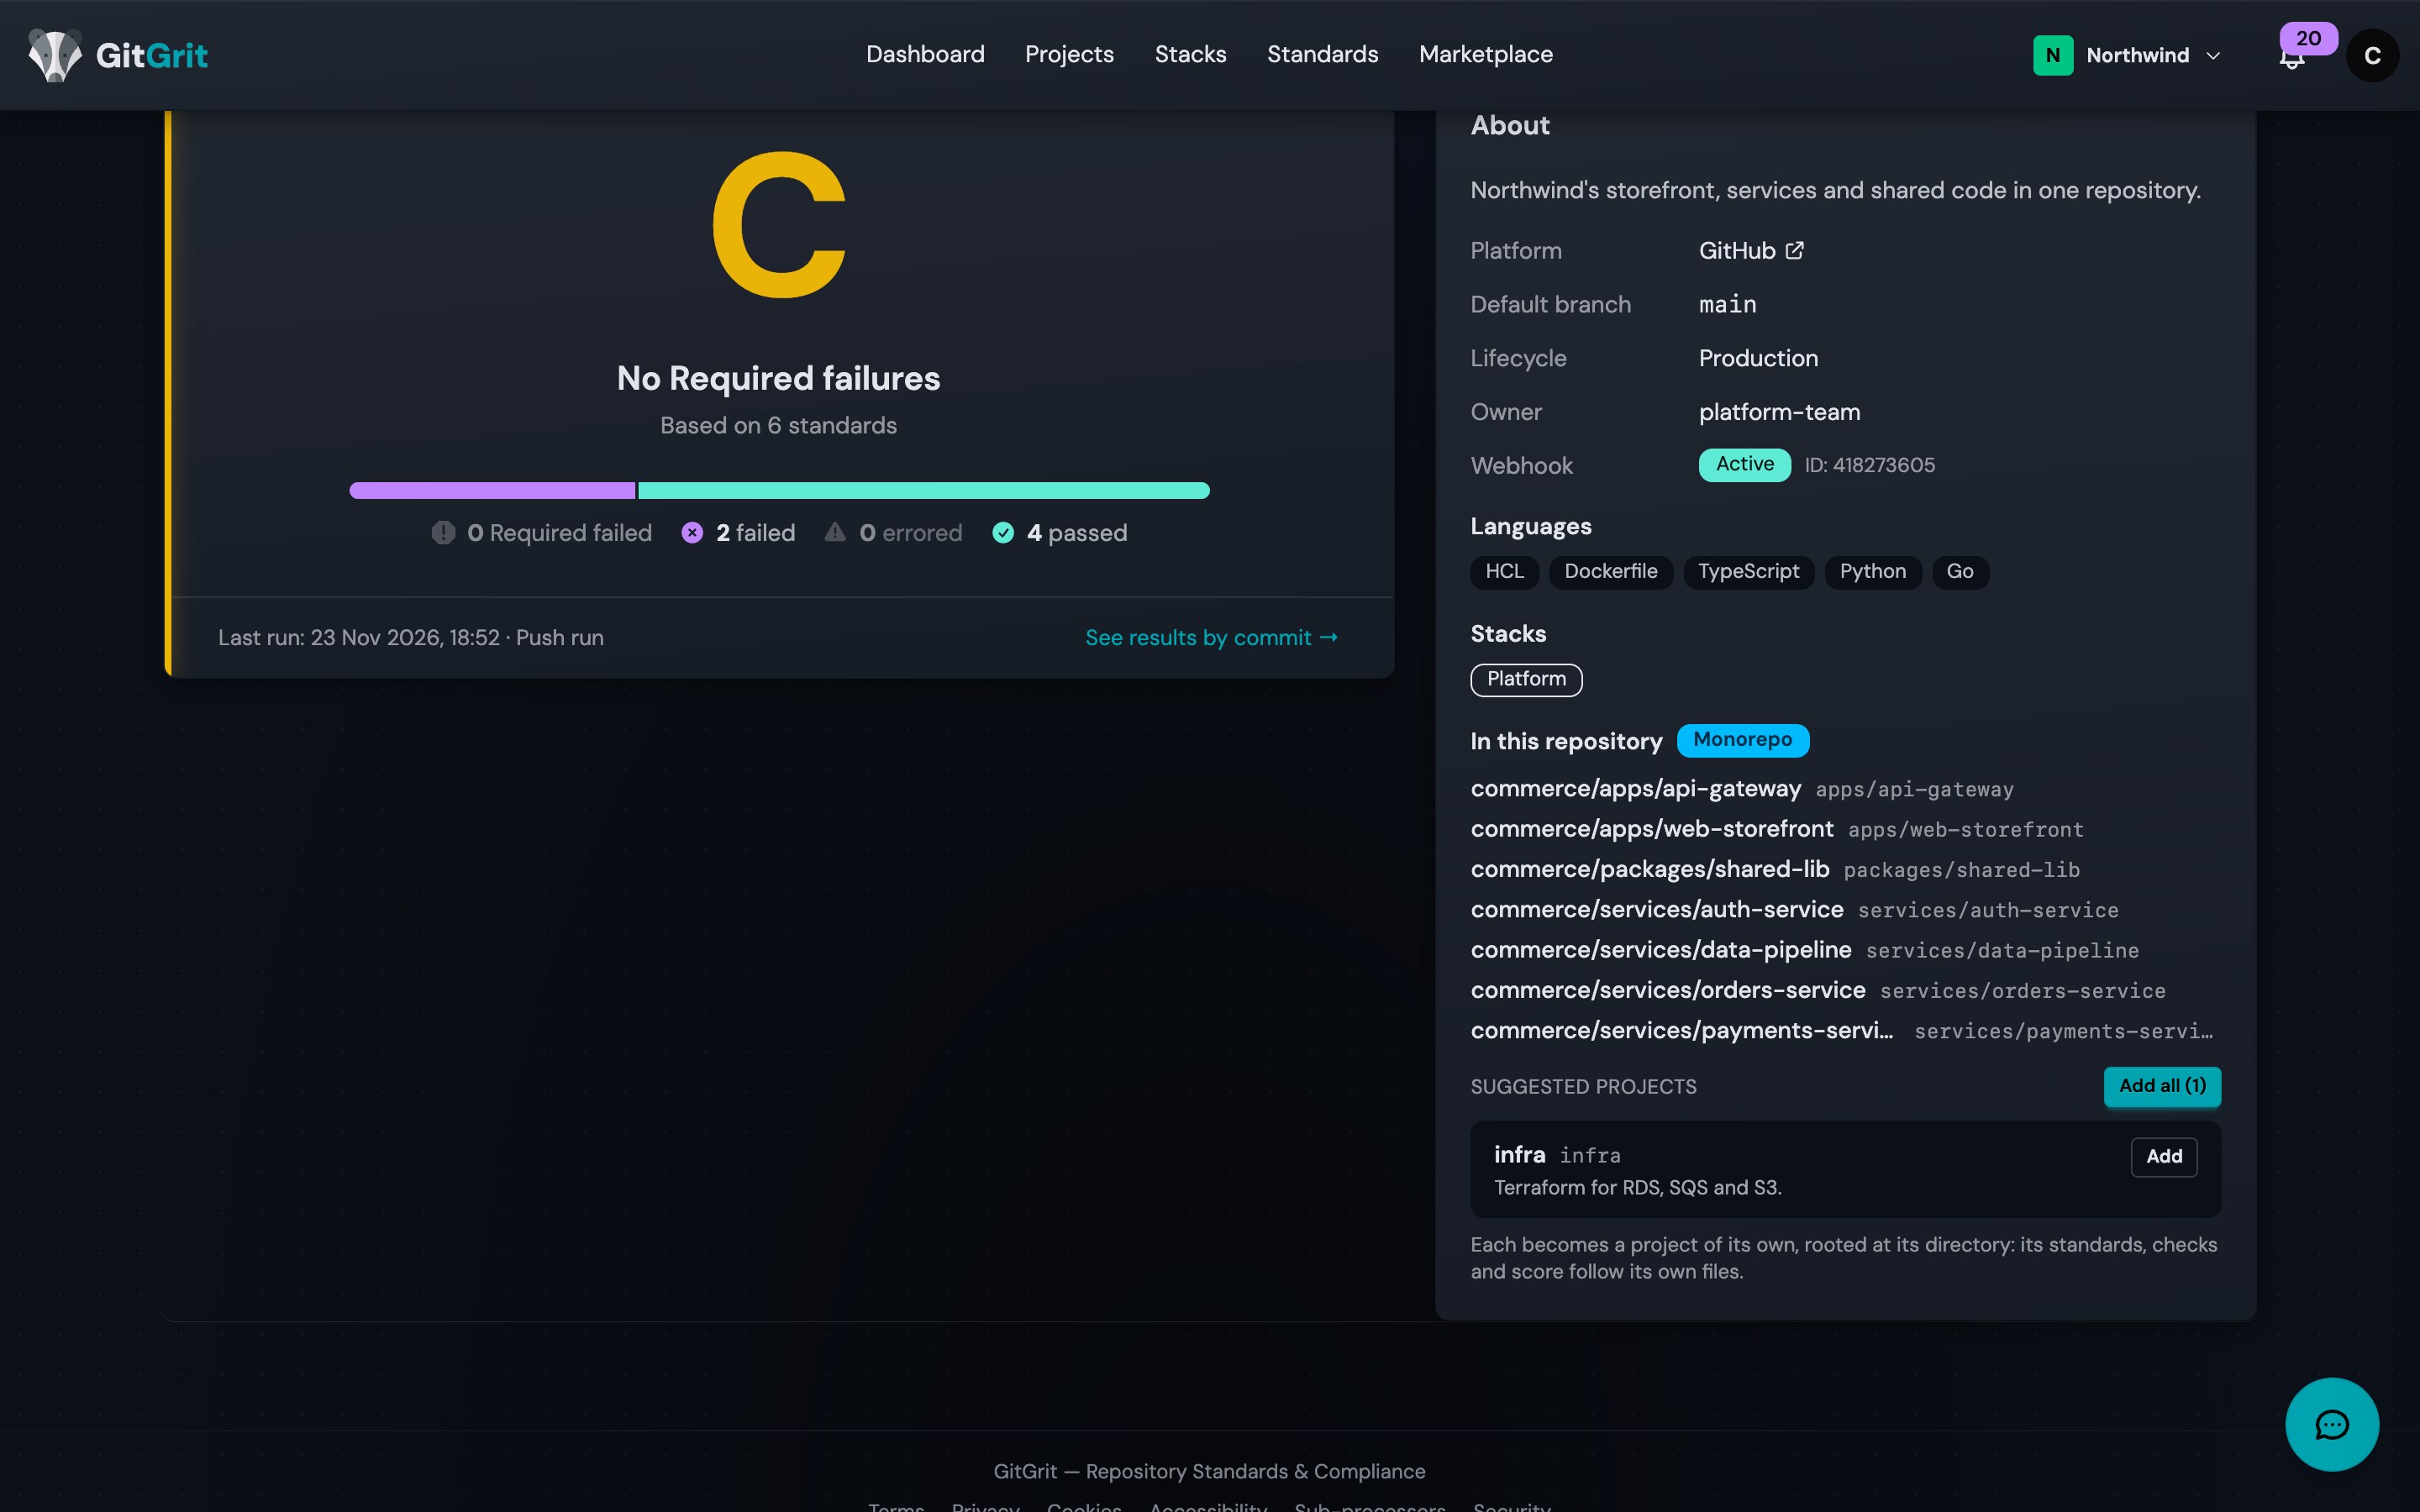 GitGrit
Dashboard Projects Stacks Standards Marketplace
N Northwind
20
C
C
No Required failures
Based on 6 standards
0 Required failed 2 failed 0 errored 4 passed
Last run: 23 Nov 2026, 18:52 · Push run
See results by commit →
About
Northwind's storefront, services and shared code in one repository.
Platform GitHub
Default branch main
Lifecycle Production
Owner platform-team
Webhook Active ID: 418273605
Languages
HCL Dockerfile TypeScript Python Go
Stacks
Platform
In this repository Monorepo
commerce/apps/api-gateway apps/api-gateway
commerce/apps/web-storefront apps/web-storefront
commerce/packages/shared-lib packages/shared-lib
commerce/services/auth-service services/auth-service
commerce/services/data-pipeline services/data-pipeline
commerce/services/orders-service services/orders-service
commerce/services/payments-servi... services/payments-servi...
SUGGESTED PROJECTS Add all (1)
infra infra Add
Terraform for RDS, SQS and S3.
Each becomes a project of its own, rooted at its directory: its standards, checks
and score follow its own files.
GitGrit — Repository Standards & Compliance
Terms Privacy Cookies Accessibility Sub-processors Security